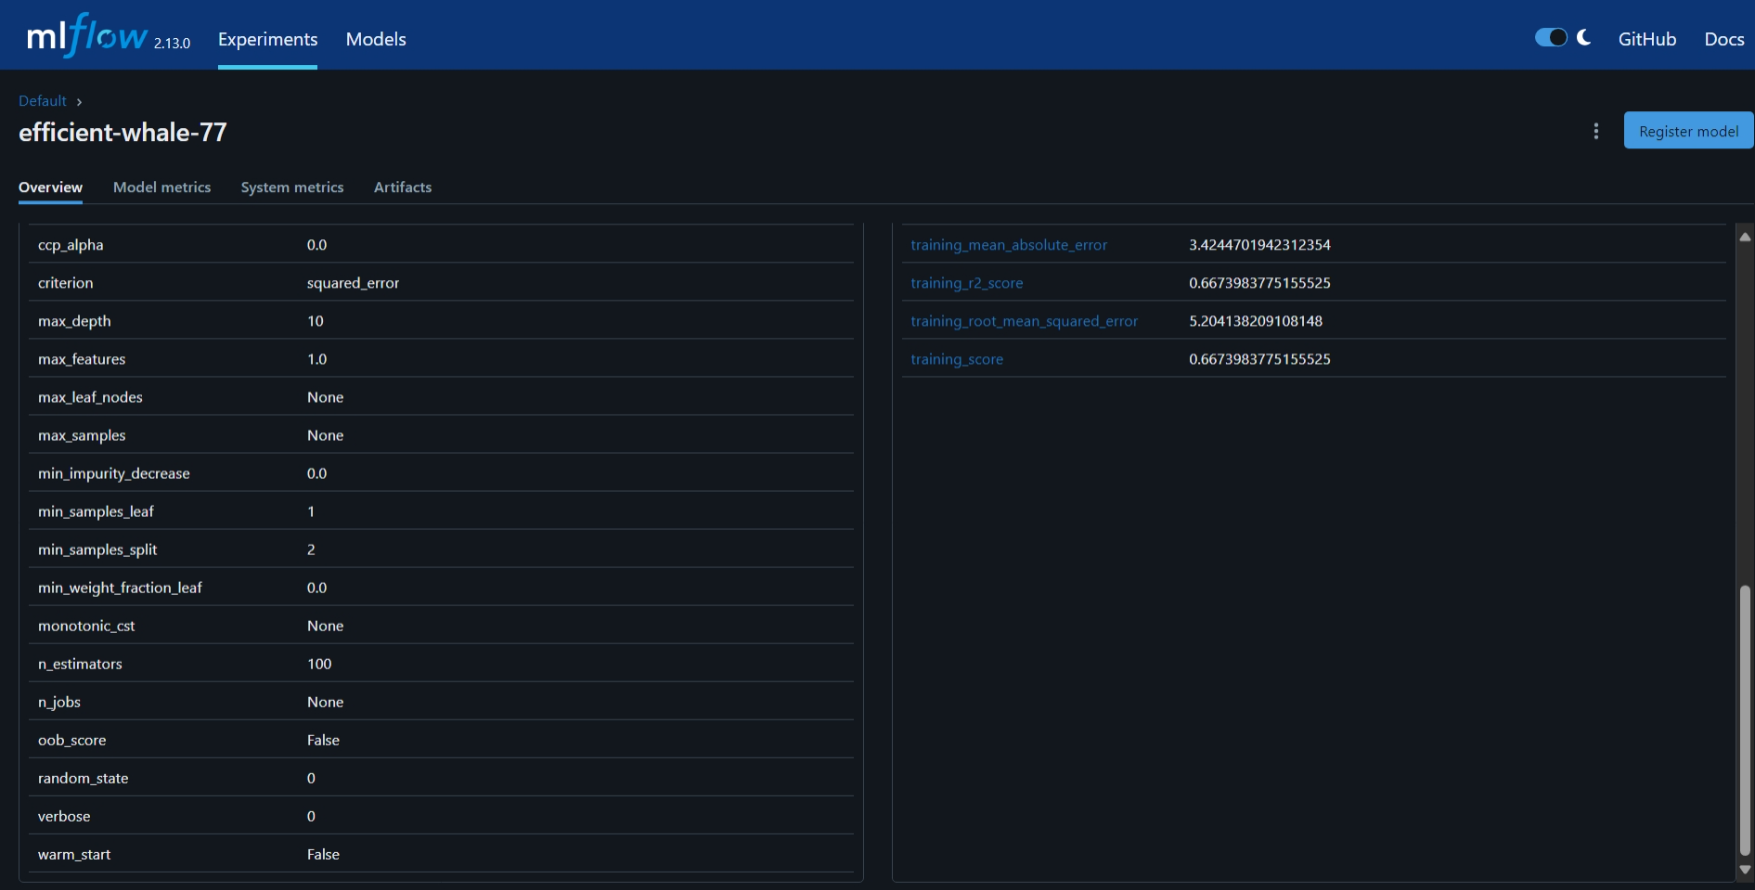 mlflow 2.13.0 Experiments Models GitHub Docs
Default ›
efficient-whale-77
Register model
Overview Model metrics System metrics Artifacts
ccp_alpha 0.0
criterion squared_error
max_depth 10
max_features 1.0
max_leaf_nodes None
max_samples None
min_impurity_decrease 0.0
min_samples_leaf 1
min_samples_split 2
min_weight_fraction_leaf 0.0
monotonic_cst None
n_estimators 100
n_jobs None
oob_score False
random_state 0
verbose 0
warm_start False
training_mean_absolute_error 3.4244701942312354
training_r2_score 0.6673983775155525
training_root_mean_squared_error 5.204138209108148
training_score 0.6673983775155525